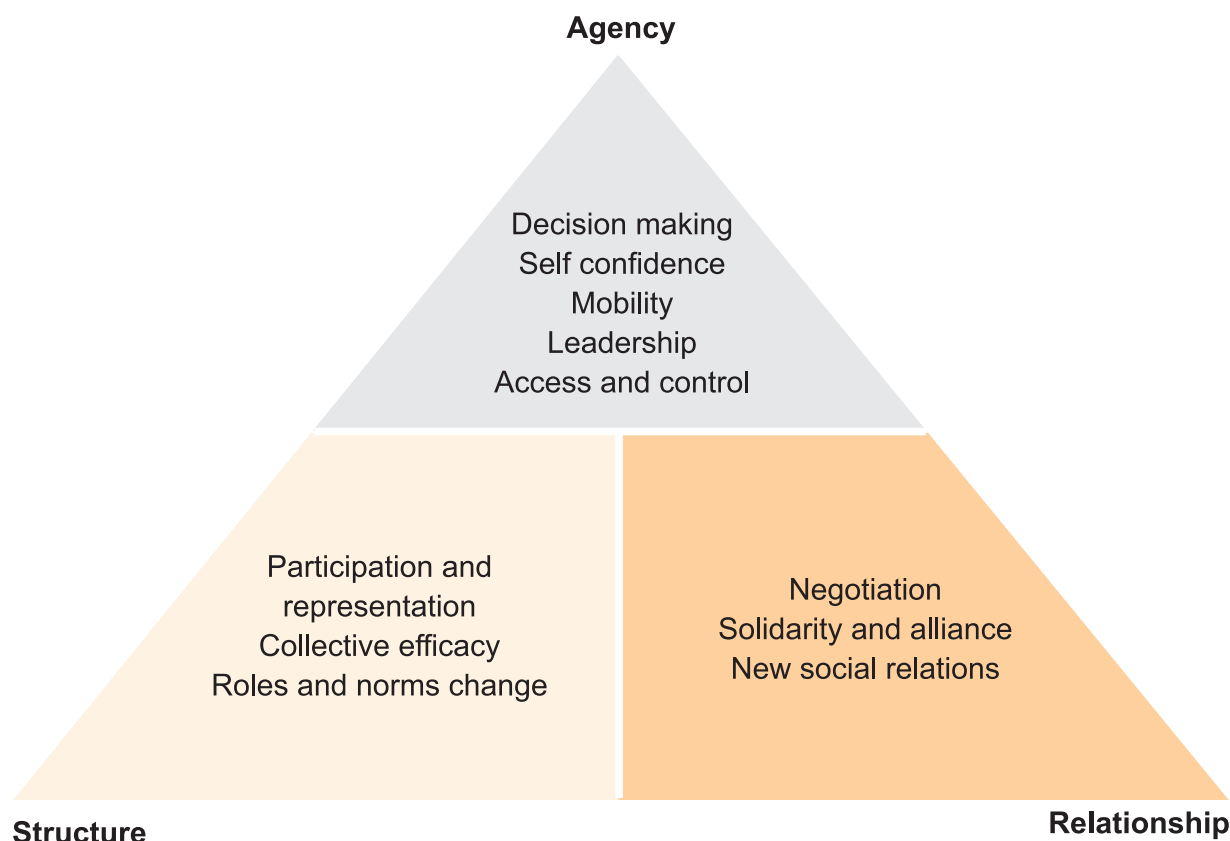 Agency
Decision making
Self confidence
Mobility
Leadership
Access and control
Participation and
representation
Collective efficacy
Roles and norms change
Negotiation
Solidarity and alliance
New social relations
Structure
Relationship